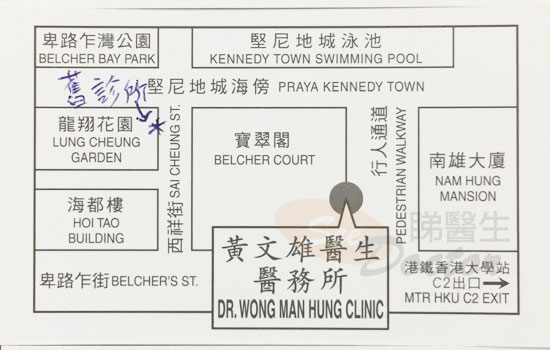 卑路乍灣公園
BELCHER BAY PARK
堅尼地城泳池
KENNEDY TOWN SWIMMING POOL
舊診所
堅尼地城海傍 PRAYA KENNEDY TOWN
龍翔花園
LUNG CHEUNG
GARDEN
西祥街 SAI CHEUNG ST.
寶翠閣
BELCHER COURT
行人通道
PEDESTRIAN WALKWAY
南雄大廈
NAM HUNG
MANSION
海都樓
HOI TAO
BUILDING
卑路乍街 BELCHER'S ST.
黃文雄醫生
醫務所
DR. WONG MAN HUNG CLINIC
港鐵香港大學站
C2出口
MTR HKU C2 EXIT
睇醫生
See Doctor